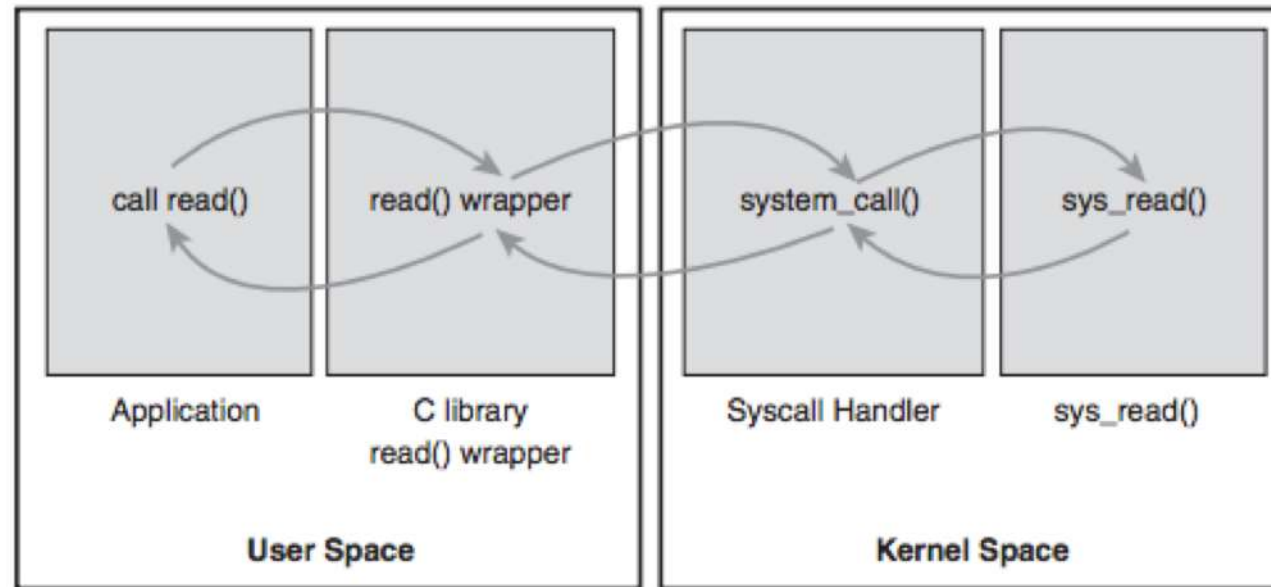 call read()
read() wrapper
system_call()
sys_read()
Application
C library
read() wrapper
Syscall Handler
sys_read()
User Space
Kernel Space